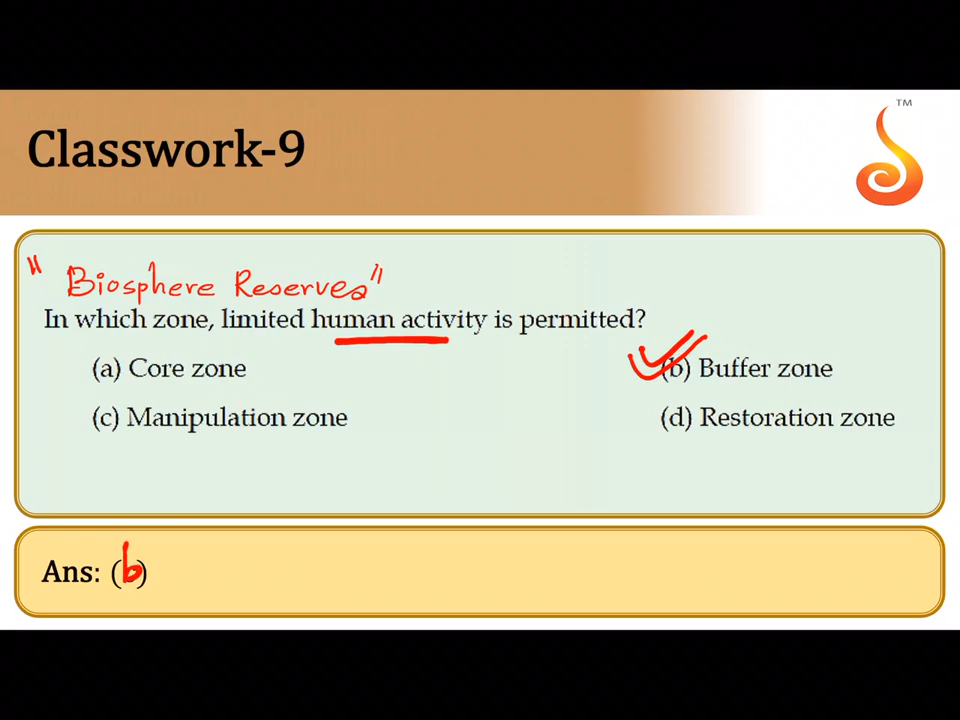 TM
Classwork-9
" Biosphere Reserves"
In which zone, limited human activity is permitted?
(a) Core zone (b) Buffer zone
(c) Manipulation zone (d) Restoration zone
Ans: (b)